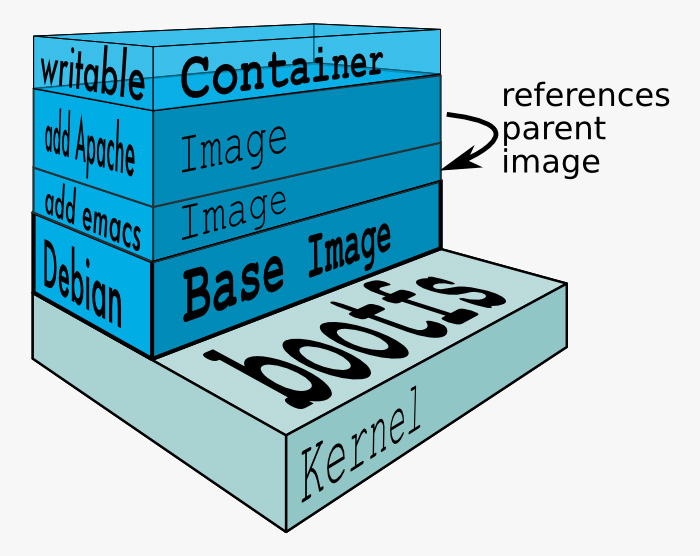 writable Container
references
parent
image
add Apache Image
add emacs Image
Debian Base Image
bootfs
Kernel